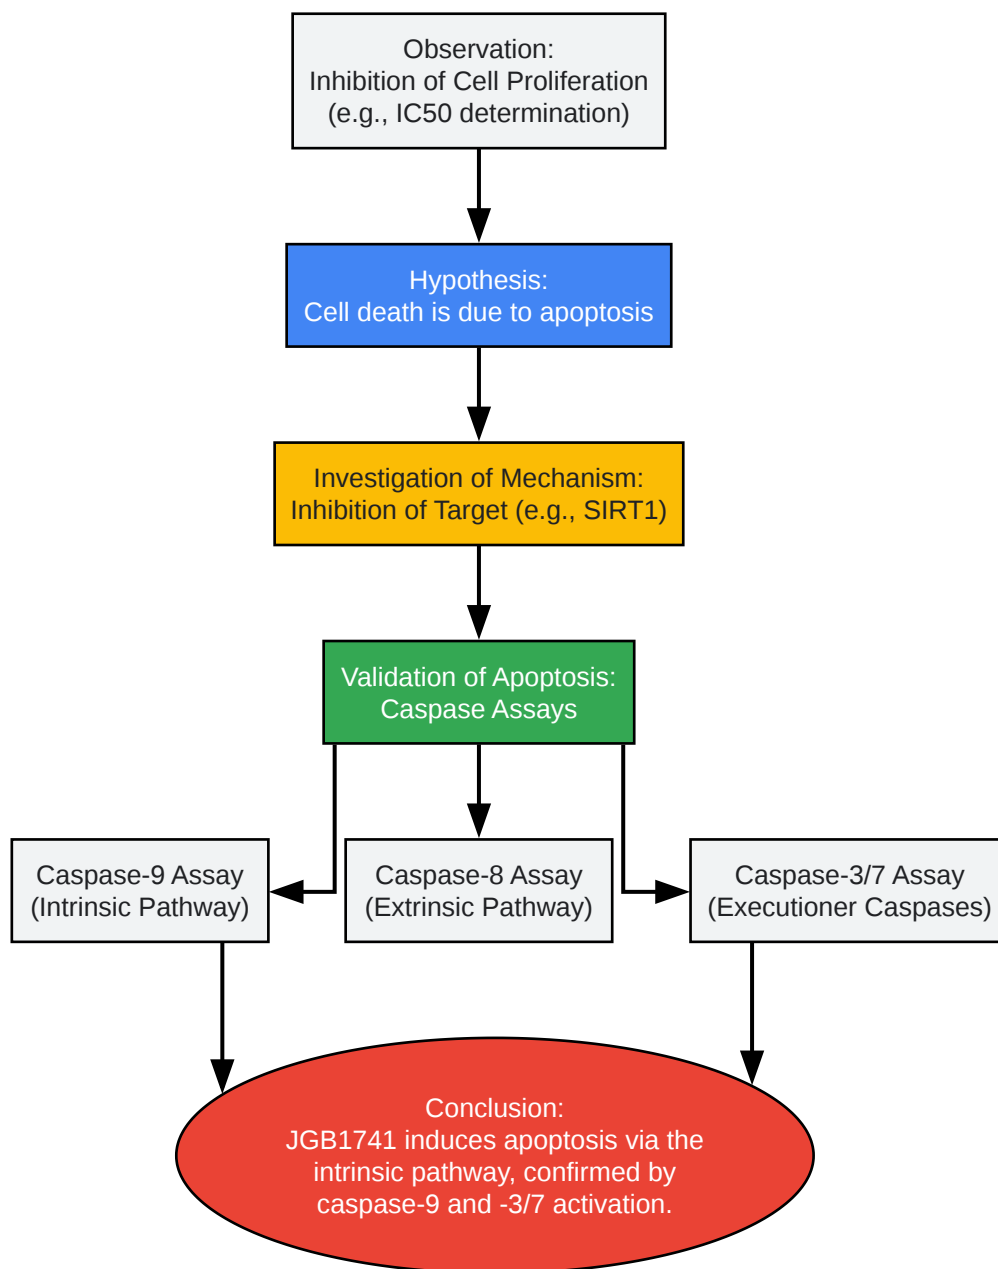 Observation:
Inhibition of Cell Proliferation
(e.g., IC50 determination)
Hypothesis:
Cell death is due to apoptosis
Investigation of Mechanism:
Inhibition of Target (e.g., SIRT1)
Validation of Apoptosis:
Caspase Assays
Caspase-9 Assay
(Intrinsic Pathway)
Caspase-8 Assay
(Extrinsic Pathway)
Caspase-3/7 Assay
(Executioner Caspases)
Conclusion:
JGB1741 induces apoptosis via the
intrinsic pathway, confirmed by
caspase-9 and -3/7 activation.